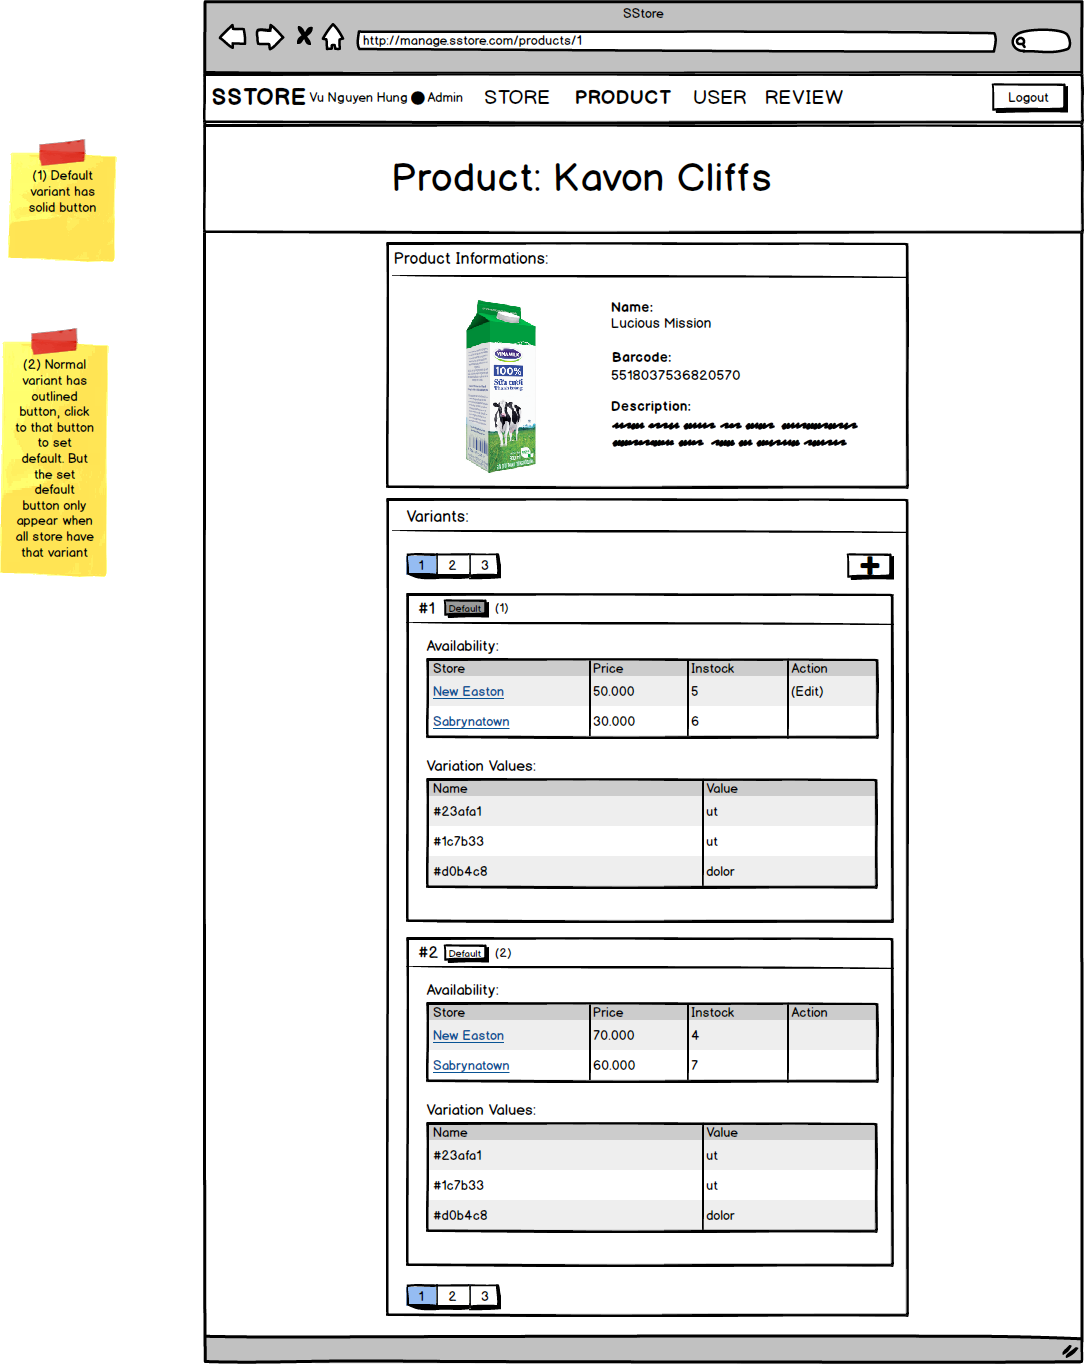 SStore
http://manage.sstore.com/products/1
SSTORE Vu Nguyen Hung Admin STORE PRODUCT USER REVIEW Logout
(1) Default
variant has
solid button
Product: Kavon Cliffs
(2) Normal
variant has
outlined
button, click
to that button
to set
default. But
the set
default
button only
appear when
all store have
that variant
Product Informations:
VINAMILK
100%
Sữa tươi
Name:
Lucious Mission
Barcode:
5518037536820570
Description:
Variants:
1 2 3
#1 Default (1)
Availability:
Store Price Instock Action
New Easton 50.000 5 (Edit)
Sabrynatown 30.000 6
Variation Values:
Name Value
#23afa1 ut
#1c7b33 ut
#d0b4c8 dolor
#2 Default (2)
Availability:
Store Price Instock Action
New Easton 70.000 4
Sabrynatown 60.000 7
Variation Values:
Name Value
#23afa1 ut
#1c7b33 ut
#d0b4c8 dolor
1 2 3